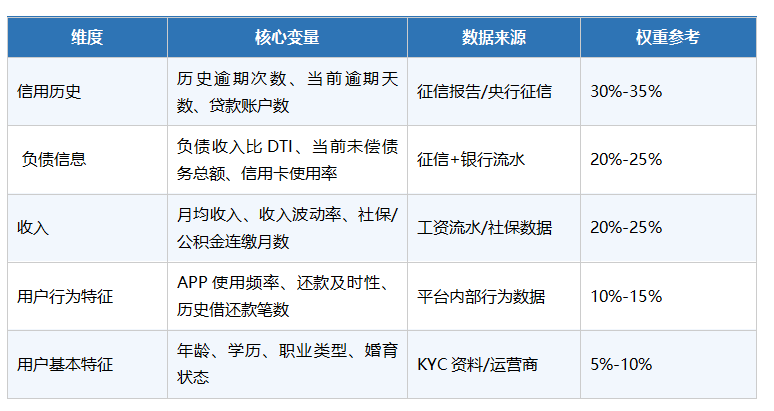 维度 核心变量 数据来源 权重参考
信用历史 历史逾期次数、当前逾期天数、贷款账户数 征信报告/央行征信 30%-35%
负债信息 负债收入比 DTI、当前未偿债务总额、信用卡使用率 征信+银行流水 20%-25%
收入 月均收入、收入波动率、社保/公积金连缴月数 工资流水/社保数据 20%-25%
用户行为特征 APP 使用频率、还款及时性、历史借还款笔数 平台内部行为数据 10%-15%
用户基本特征 年龄、学历、职业类型、婚育状态 KYC 资料/运营商 5%-10%